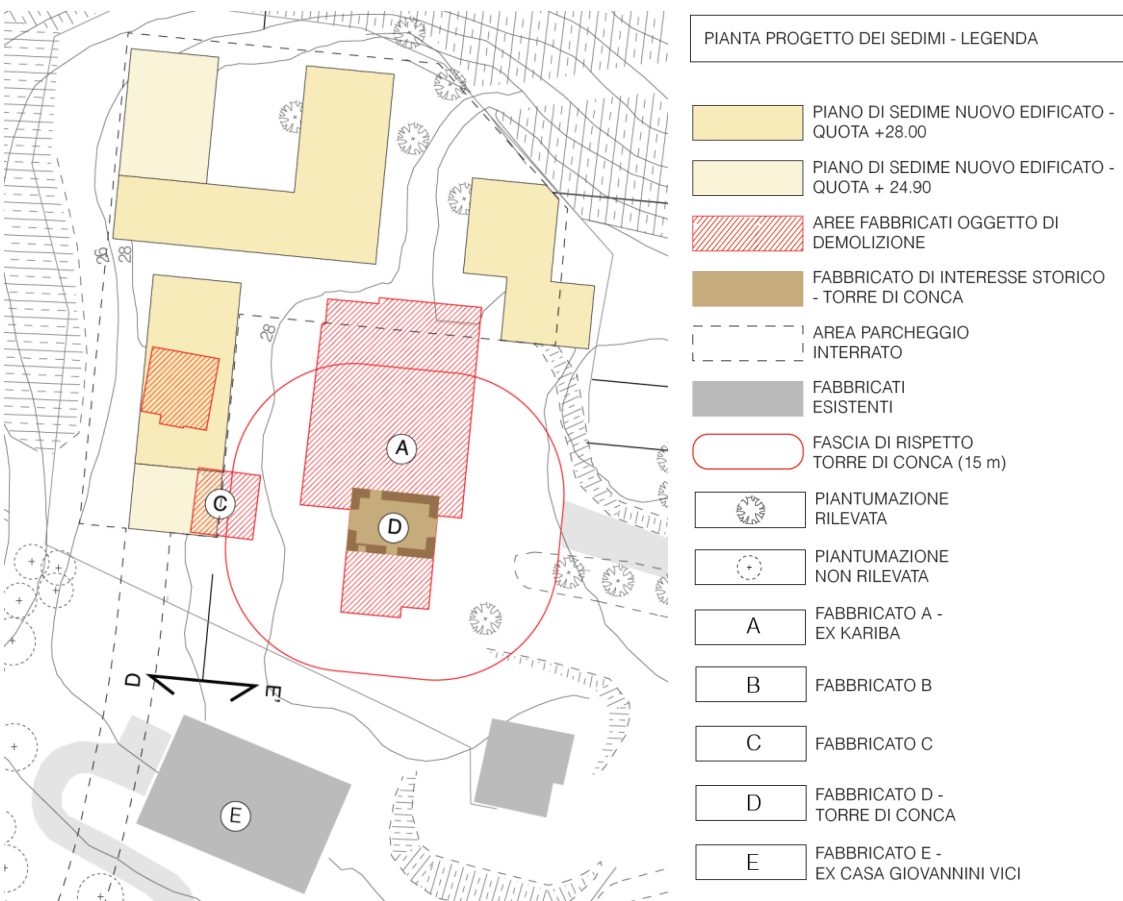 PIANTA PROGETTO DEI SEDIMI - LEGENDA
PIANO DI SEDIME NUOVO EDIFICATO -
QUOTA +28.00
PIANO DI SEDIME NUOVO EDIFICATO -
QUOTA + 24.90
AREE FABBRICATI OGGETTO DI
DEMOLIZIONE
FABBRICATO DI INTERESSE STORICO
- TORRE DI CONCA
AREA PARCHEGGIO
INTERRATO
FABBRICATI
ESISTENTI
FASCIA DI RISPETTO
TORRE DI CONCA (15 m)
PIANTUMAZIONE
RILEVATA
PIANTUMAZIONE
NON RILEVATA
A FABBRICATO A -
EX KARIBA
B FABBRICATO B
C FABBRICATO C
D FABBRICATO D -
TORRE DI CONCA
E FABBRICATO E -
EX CASA GIOVANNINI VICI
26
28
28
A
C
D
D
E'
E